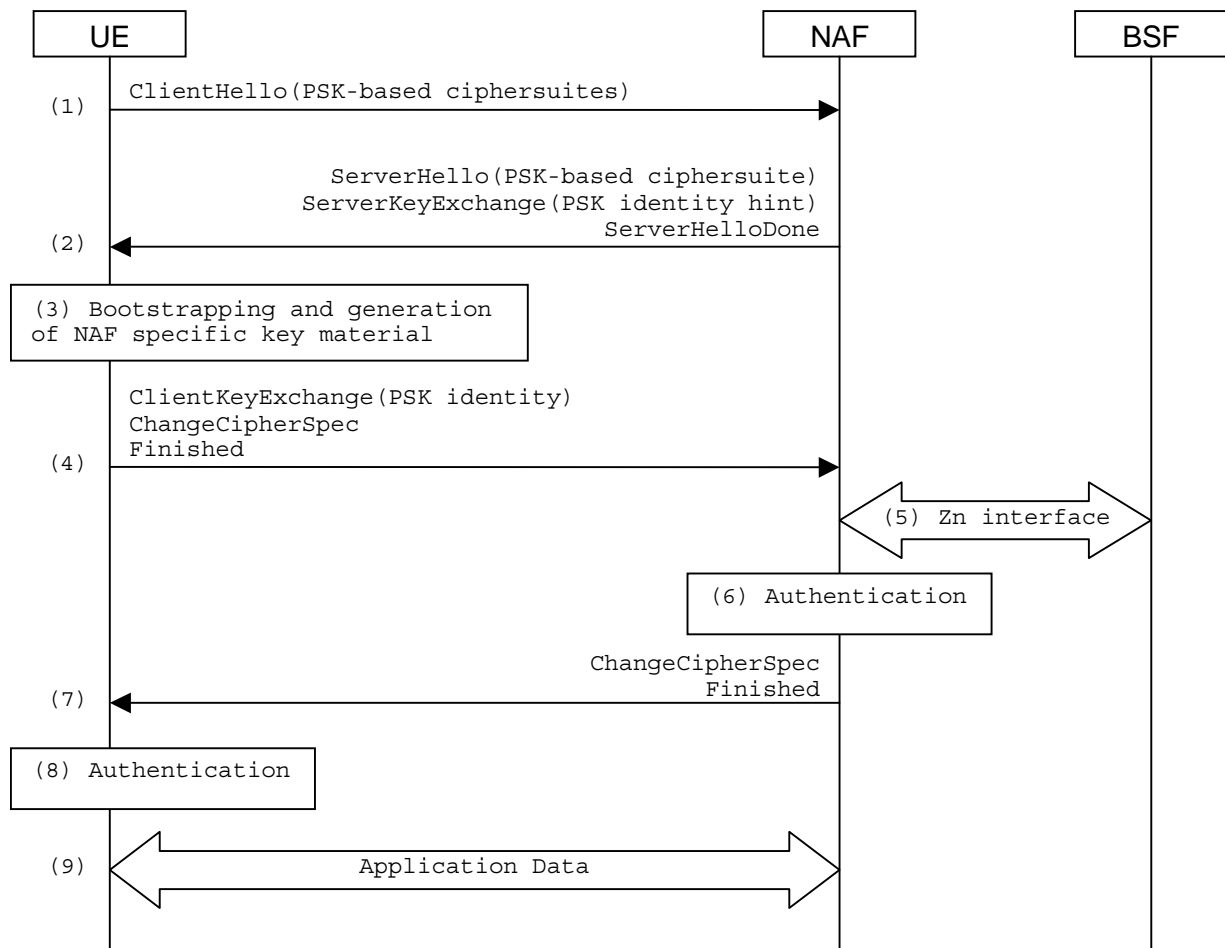 UE
NAF
BSF
(1)
ClientHello(PSK-based ciphersuites)
ServerHello(PSK-based ciphersuite)
ServerKeyExchange(PSK identity hint)
ServerHelloDone
(2)
(3) Bootstrapping and generation
of NAF specific key material
ClientKeyExchange(PSK identity)
ChangeCipherSpec
Finished
(4)
(5) Zn interface
(6) Authentication
ChangeCipherSpec
Finished
(7)
(8) Authentication
(9)
Application Data